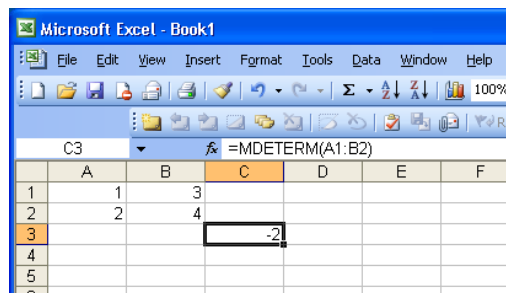 Microsoft Excel - Book1
File Edit View Insert Format Tools Data Window Help
Σ 100%
C3 fx =MDETERM(A1:B2)
A B C D E F
1 1 3
2 2 4
3 -2
4
5